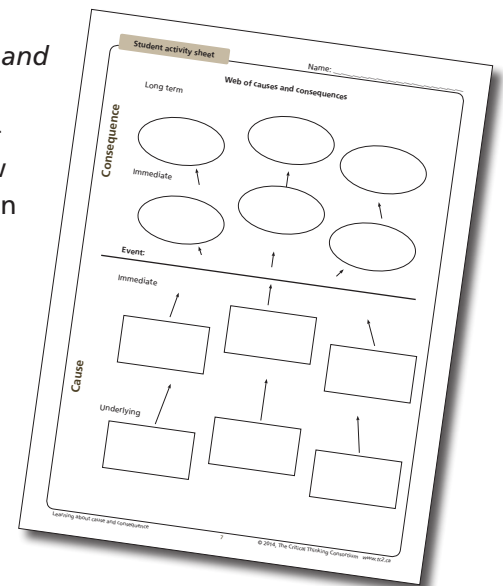 and
w
n
Student activity sheet
Name:
Web of causes and consequences
Long term
Consequence
Immediate
Event:
Immediate
Cause
Underlying
Learning about cause and consequence
7
© 2014, The Critical Thinking Consortium www.tc2.ca